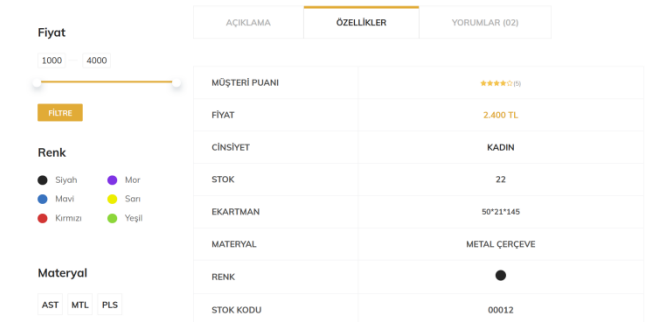 Fiyat
1000 — 4000
FİLTRE
Renk
Siyah Mor
Mavi Sarı
Kırmızı Yeşil
Materyal
AST MTL PLS
AÇIKLAMA ÖZELLİKLER YORUMLAR (02)
MÜŞTERİ PUANI (5)
FİYAT 2.400 TL
CİNSİYET KADIN
STOK 22
EKARTMAN 50*21*145
MATERYAL METAL ÇERÇEVE
RENK
STOK KODU 00012